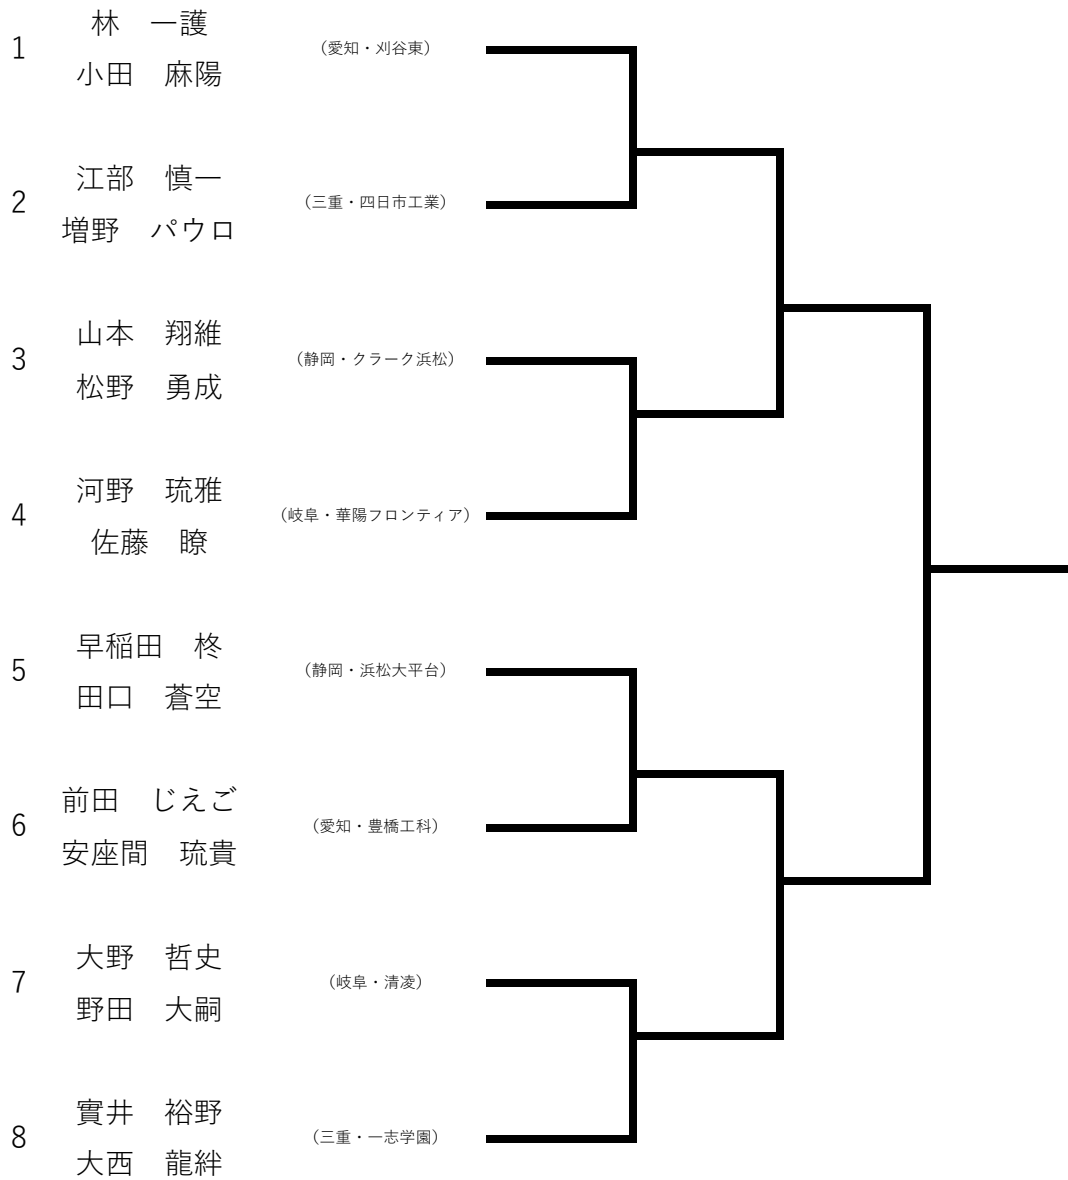 林　一護
1
（愛知・刈谷東）
小田　麻陽
江部　慎一
2
（三重・四日市工業）
増野　パウロ
山本　翔維
3
（静岡・クラーク浜松）
松野　勇成
河野　琉雅
4
（岐阜・華陽フロンティア）
佐藤　瞭
早稲田　柊
5
（静岡・浜松大平台）
田口　蒼空
前田　じえご
6
（愛知・豊橋工科）
安座間　琉貴
大野　哲史
7
（岐阜・清凌）
野田　大嗣
實井　裕野
8
（三重・一志学園）
大西　龍絆